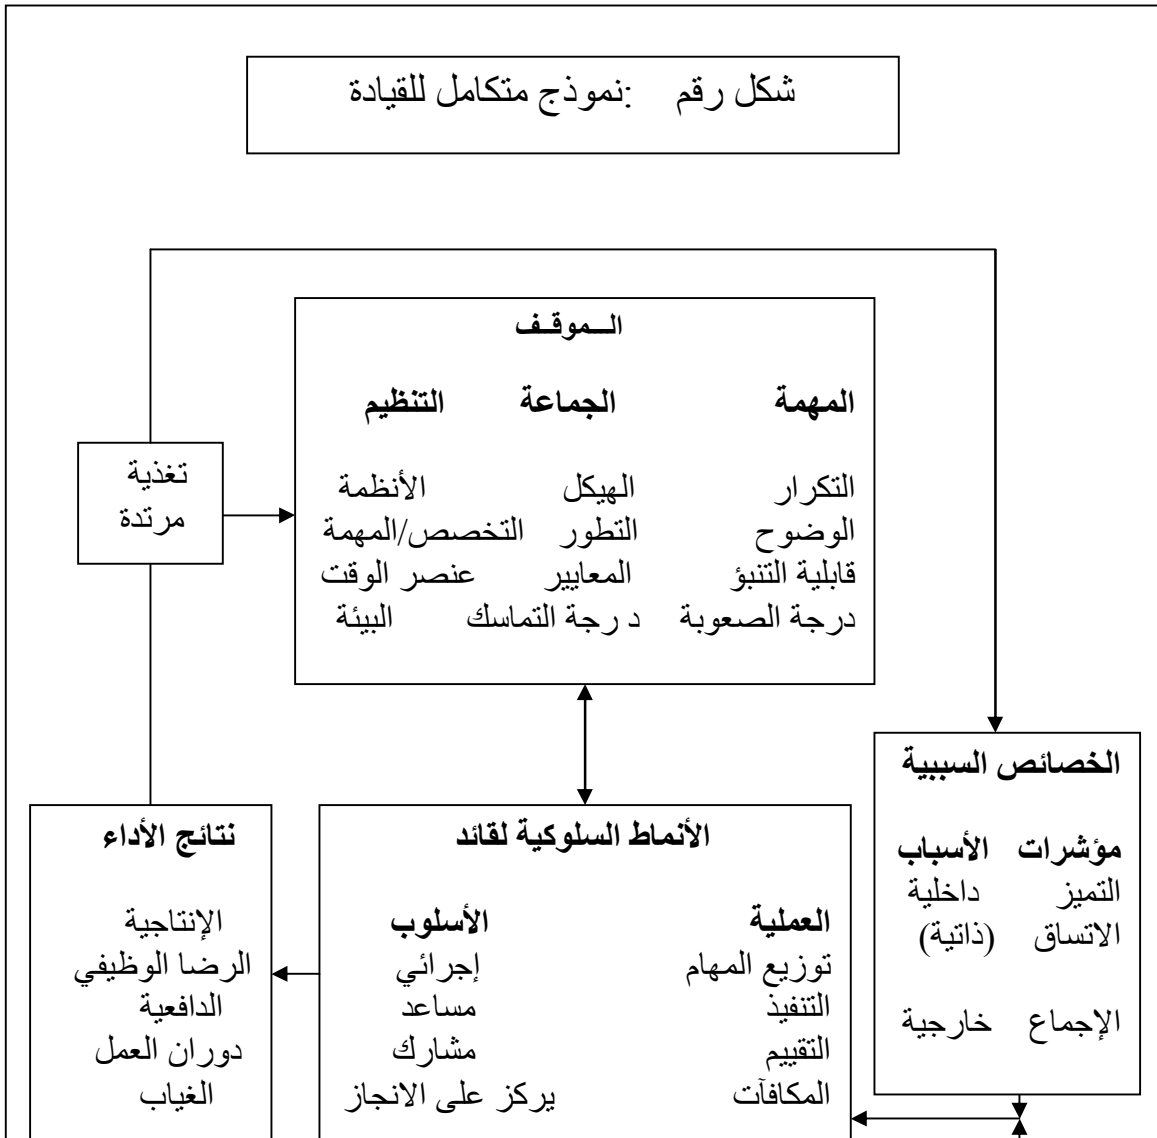 شكل رقم :نموذج متكامل للقيادة
الــموقــف
المهمة الجماعة التنظيم
التكرار الهيكل الأنظمة
الوضوح التطور التخصص/المهمة
قابلية التنبؤ المعايير عنصر الوقت
درجة الصعوبة د رجة التماسك البيئة
تغذية
مرتدة
الخصائص السببية
مؤشرات الأسباب
التميز داخلية
الاتساق (ذاتية)
الإجماع خارجية
الأنماط السلوكية لقائد
العملية الأسلوب
توزيع المهام إجرائي
التنفيذ مساعد
التقييم مشارك
المكافآت يركز على الانجاز
نتائج الأداء
الإنتاجية
الرضا الوظيفي
الدافعية
دوران العمل
الغياب